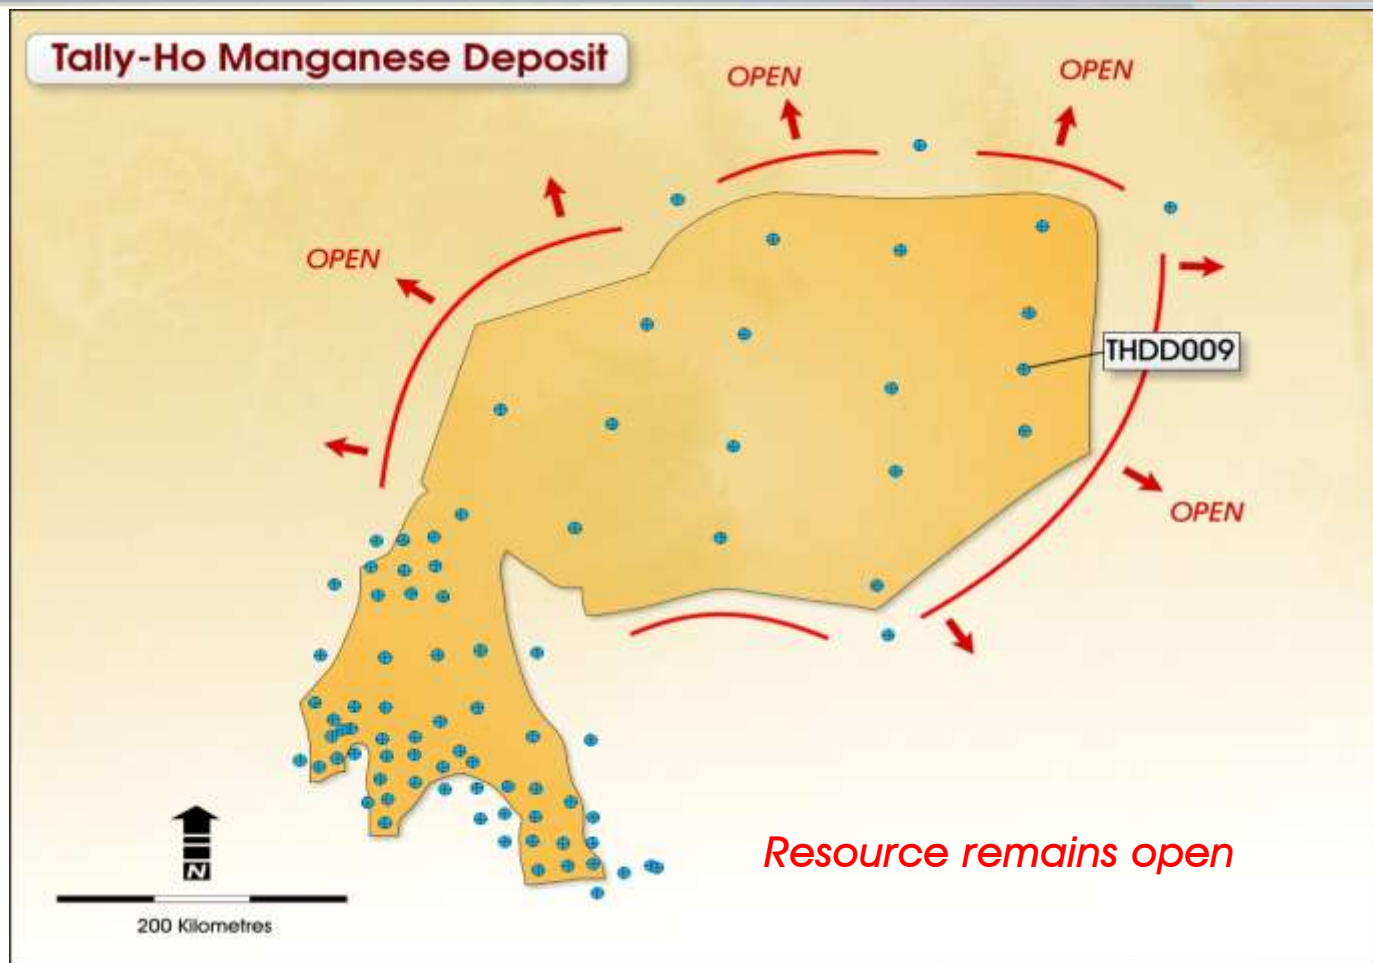 Tally-Ho Manganese Deposit
OPEN
OPEN
OPEN
THDD009
OPEN
Resource remains open
N
200 Kilometres